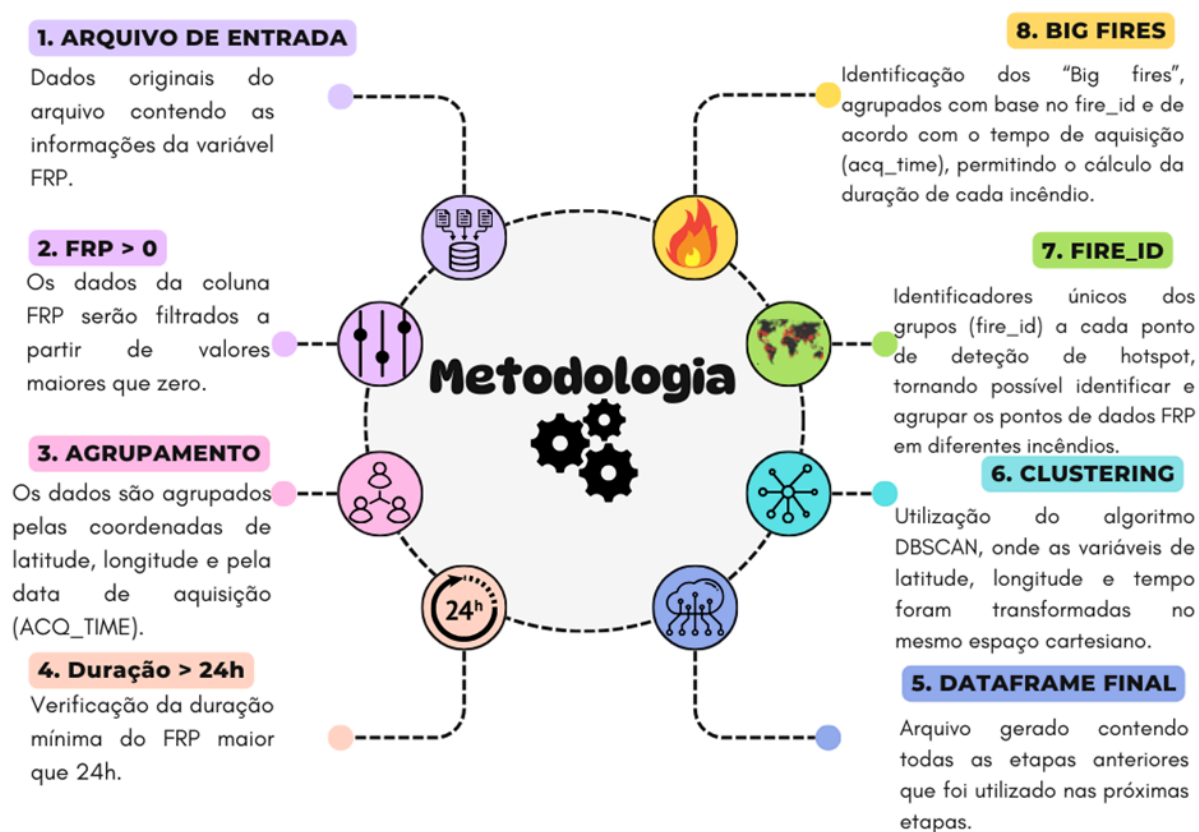 1. ARQUIVO DE ENTRADA
Dados originais do
arquivo contendo as
informações da variável
FRP.
2. FRP > 0
Os dados da coluna
FRP serão filtrados a
partir de valores
maiores que zero.
3. AGRUPAMENTO
Os dados são agrupados
pelas coordenadas de
latitude, longitude e pela
data de aquisição
(ACQ_TIME).
4. Duração > 24h
Verificação da duração
mínima do FRP maior
que 24h.
Metodologia
24h
8. BIG FIRES
Identificação dos “Big fires”,
agrupados com base no fire_id e de
acordo com o tempo de aquisição
(acq_time), permitindo o cálculo da
duração de cada incêndio.
7. FIRE_ID
Identificadores únicos dos
grupos (fire_id) a cada ponto
de deteção de hotspot,
tornando possível identificar e
agrupar os pontos de dados FRP
em diferentes incêndios.
6. CLUSTERING
Utilização do algoritmo
DBSCAN, onde as variáveis de
latitude, longitude e tempo
foram transformadas no
mesmo espaço cartesiano.
5. DATAFRAME FINAL
Arquivo gerado contendo
todas as etapas anteriores
que foi utilizado nas próximas
etapas.